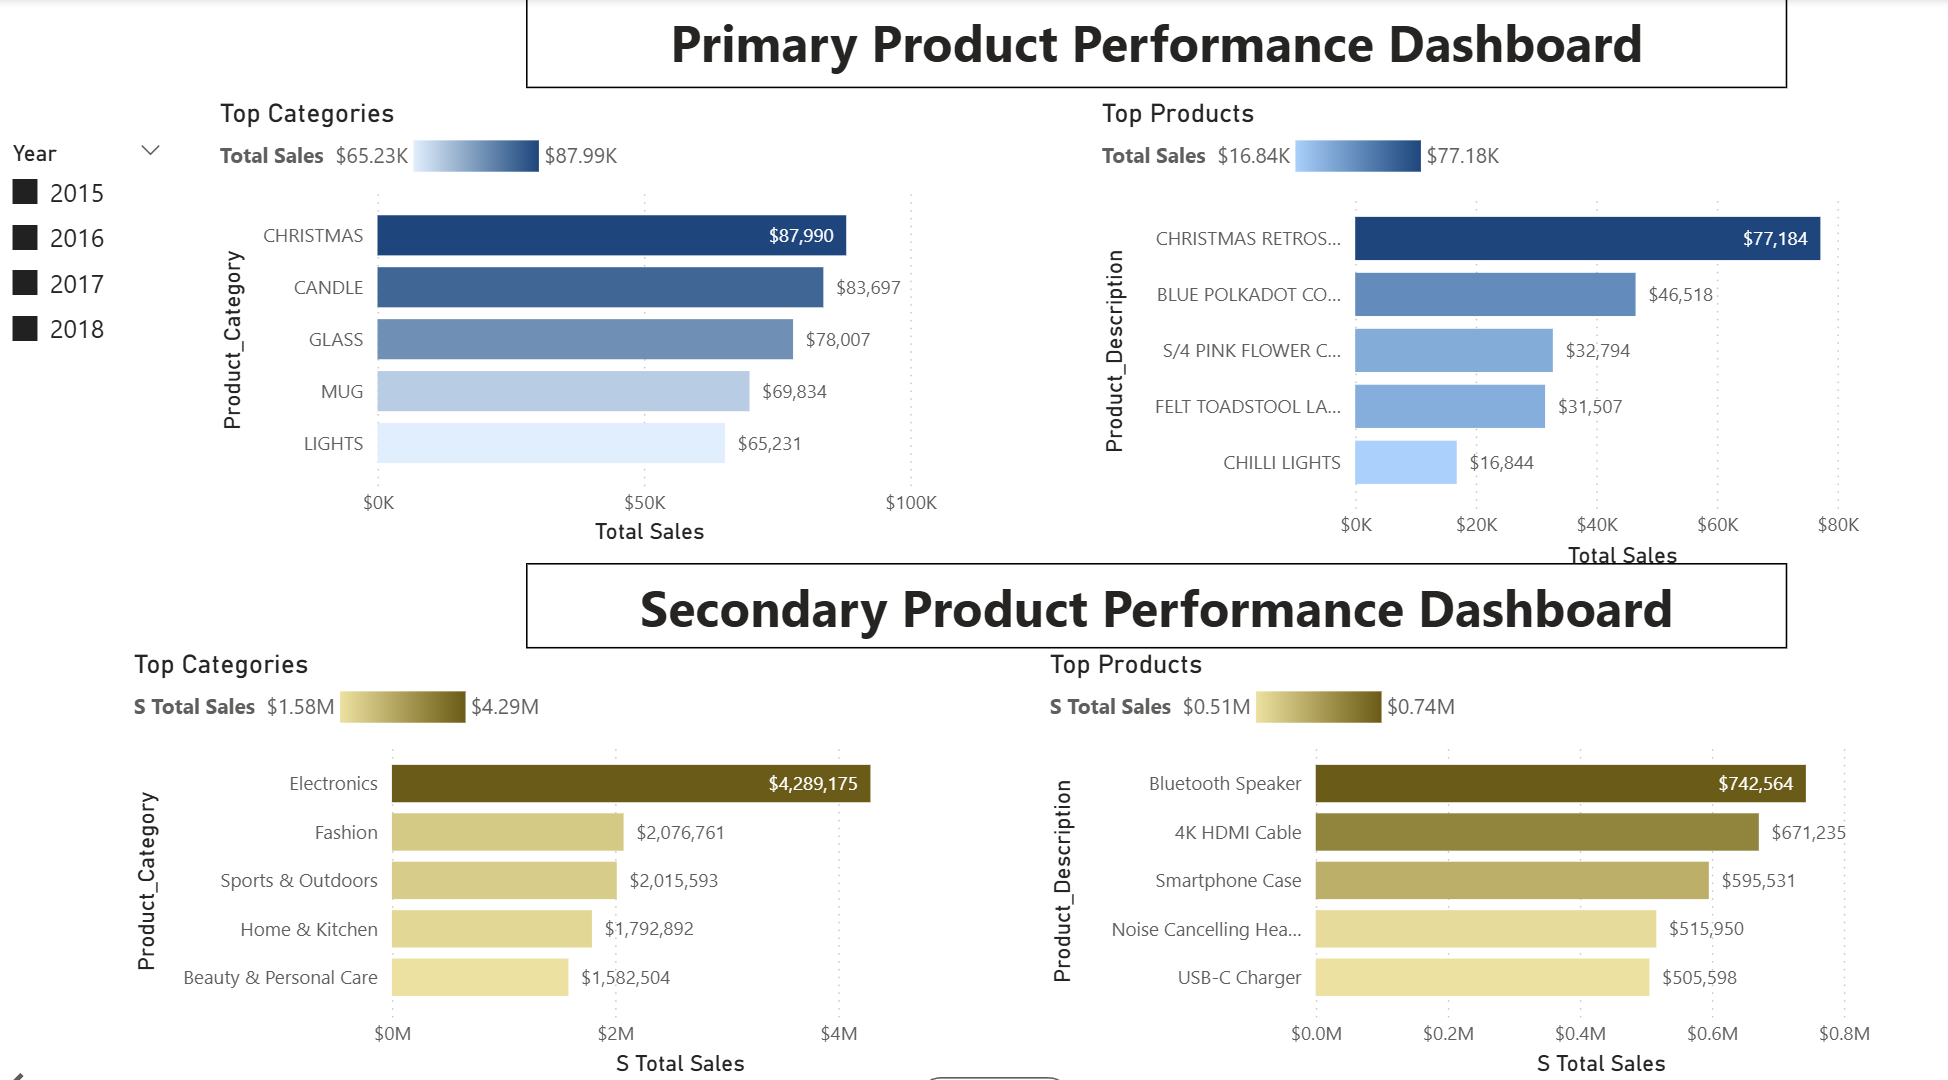 Primary Product Performance Dashboard
Year
2015
2016
2017
2018
Top Categories
Total Sales $65.23K $87.99K
Product_Category
CHRISTMAS $87,990
CANDLE $83,697
GLASS $78,007
MUG $69,834
LIGHTS $65,231
$0K $50K $100K
Total Sales
Top Products
Total Sales $16.84K $77.18K
Product_Description
CHRISTMAS RETROS... $77,184
BLUE POLKADOT CO... $46,518
S/4 PINK FLOWER C... $32,794
FELT TOADSTOOL LA... $31,507
CHILLI LIGHTS $16,844
$0K $20K $40K $60K $80K
Total Sales
Secondary Product Performance Dashboard
Top Categories
S Total Sales $1.58M $4.29M
Product_Category
Electronics $4,289,175
Fashion $2,076,761
Sports & Outdoors $2,015,593
Home & Kitchen $1,792,892
Beauty & Personal Care $1,582,504
$0M $2M $4M
S Total Sales
Top Products
S Total Sales $0.51M $0.74M
Product_Description
Bluetooth Speaker $742,564
4K HDMI Cable $671,235
Smartphone Case $595,531
Noise Cancelling Hea... $515,950
USB-C Charger $505,598
$0.0M $0.2M $0.4M $0.6M $0.8M
S Total Sales